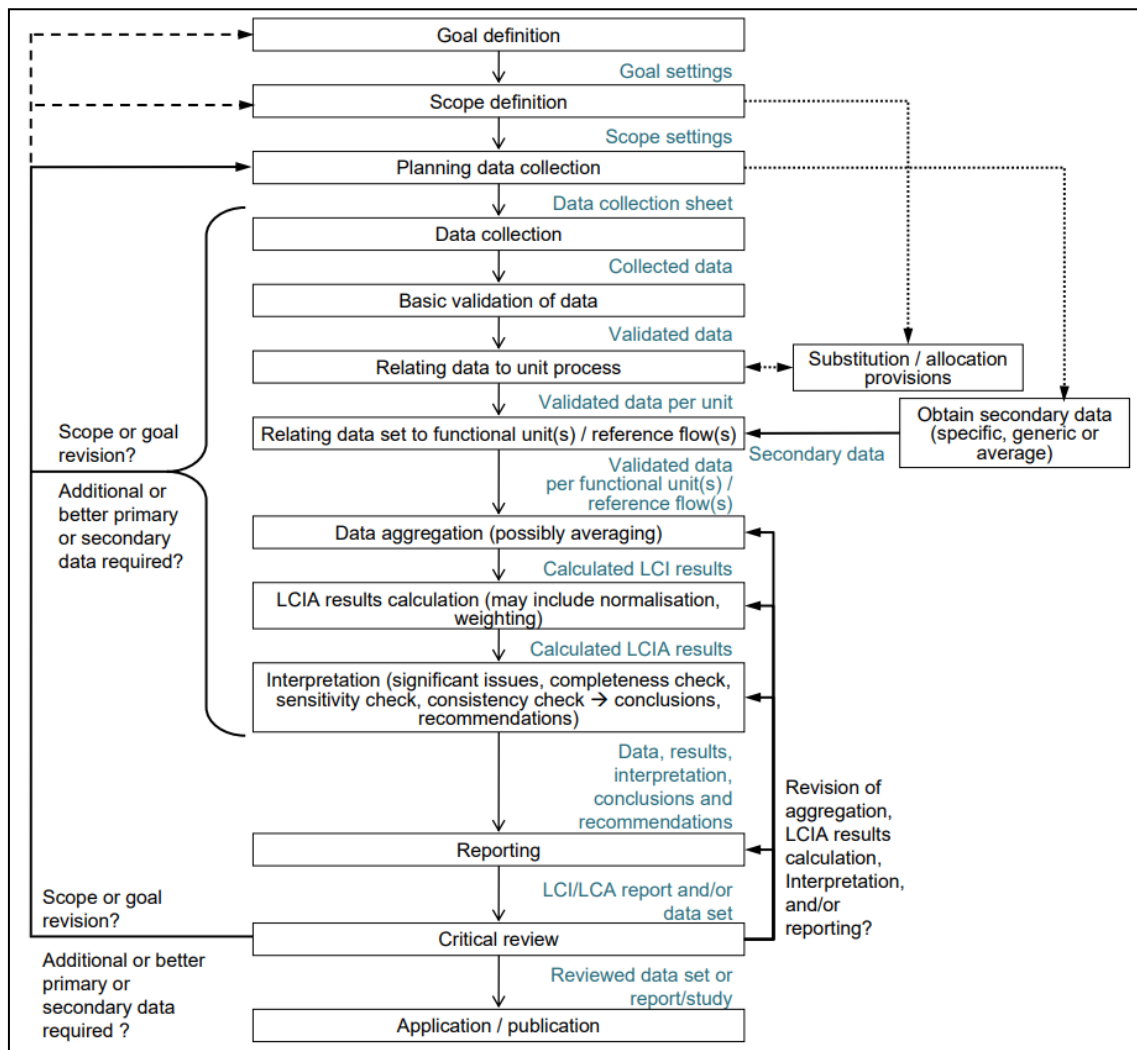 Goal definition
Goal settings
Scope definition
Scope settings
Planning data collection
Data collection sheet
Data collection
Collected data
Basic validation of data
Validated data
Relating data to unit process
Substitution / allocation
provisions
Validated data per unit
Relating data set to functional unit(s) / reference flow(s)
Obtain secondary data
(specific, generic or
average)
Secondary data
Validated data
per functional unit(s) /
reference flow(s)
Scope or goal
revision?
Additional or
better primary
or secondary
data required?
Data aggregation (possibly averaging)
Calculated LCI results
LCIA results calculation (may include normalisation,
weighting)
Calculated LCIA results
Interpretation (significant issues, completeness check,
sensitivity check, consistency check → conclusions,
recommendations)
Data, results,
interpretation,
conclusions and
recommendations
Revision of
aggregation,
LCIA results
calculation,
Interpretation,
and/or
reporting?
Reporting
LCI/LCA report and/or
data set
Scope or goal
revision?
Critical review
Additional or better
primary or
secondary data
required ?
Reviewed data set or
report/study
Application / publication